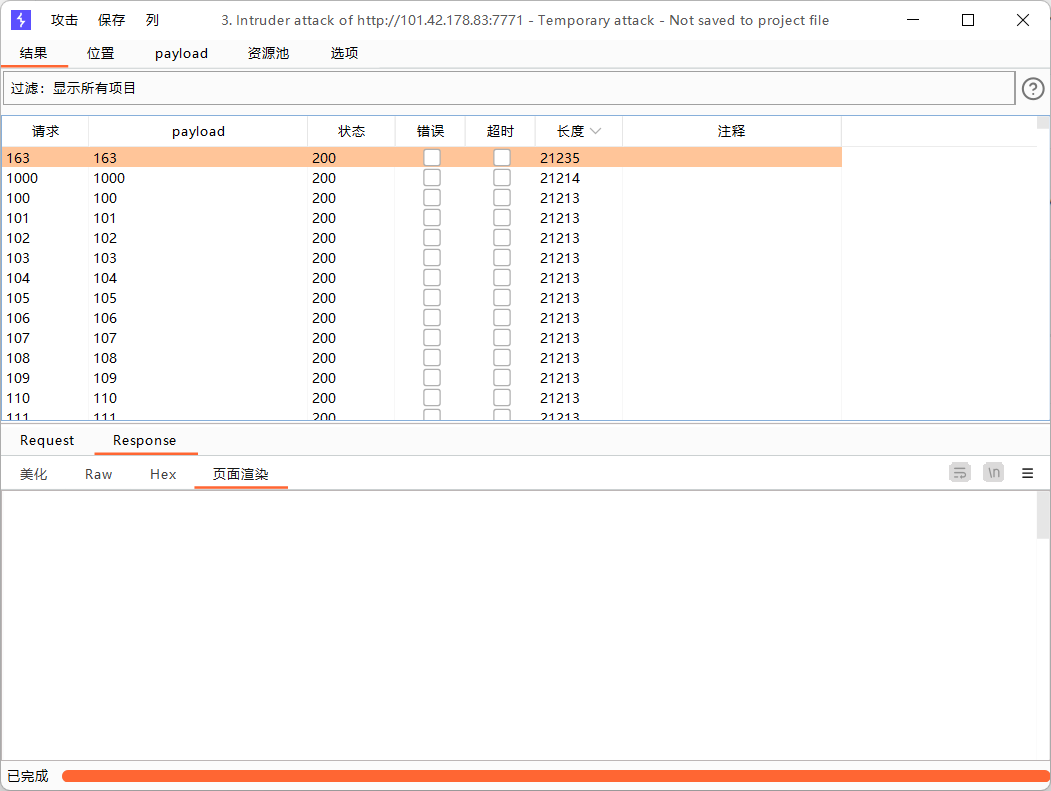 攻击 保存 列 3. Intruder attack of http://101.42.178.83:7771 - Temporary attack - Not saved to project file
结果 位置 payload 资源池 选项
过滤：显示所有项目 ?
请求 payload 状态 错误 超时 长度 注释
163 163 200 21235
1000 1000 200 21214
100 100 200 21213
101 101 200 21213
102 102 200 21213
103 103 200 21213
104 104 200 21213
105 105 200 21213
106 106 200 21213
107 107 200 21213
108 108 200 21213
109 109 200 21213
110 110 200 21213
111 111 200 21213
Request Response
美化 Raw Hex 页面渲染 \n
已完成